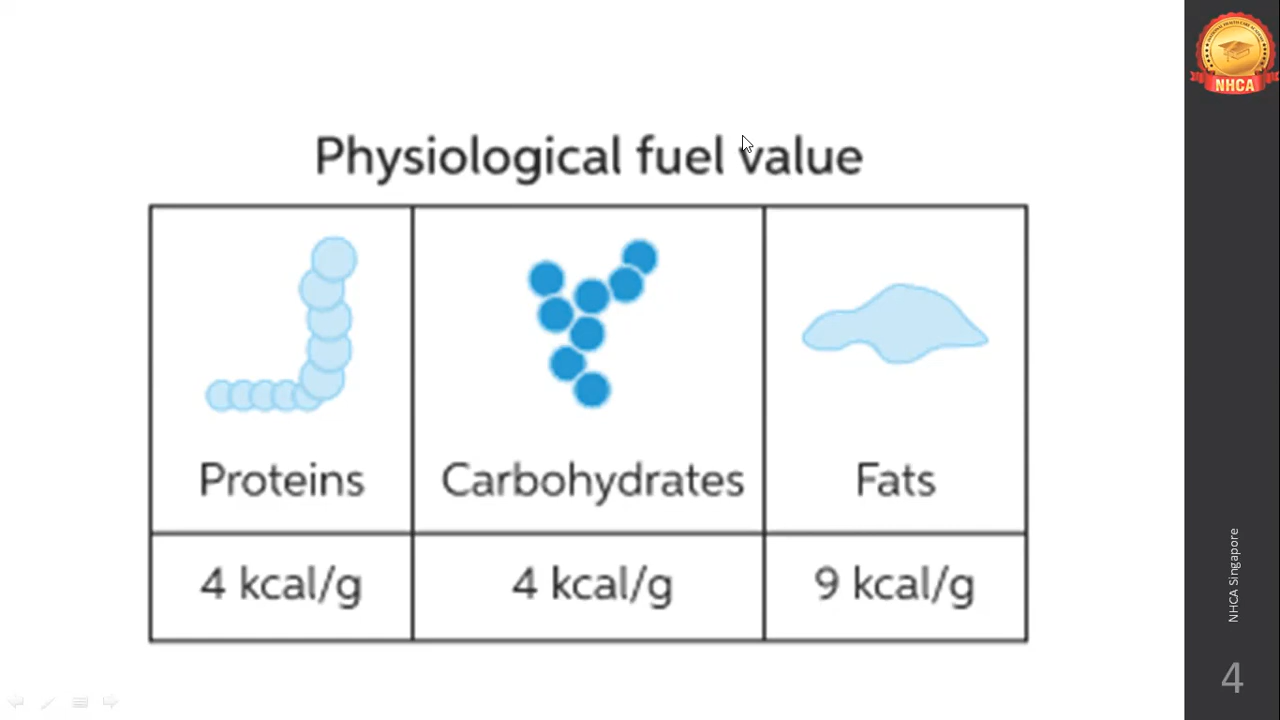 Physiological fuel value
Proteins
Carbohydrates
Fats
4 kcal/g
4 kcal/g
9 kcal/g
NHCA
NHCA Singapore
4